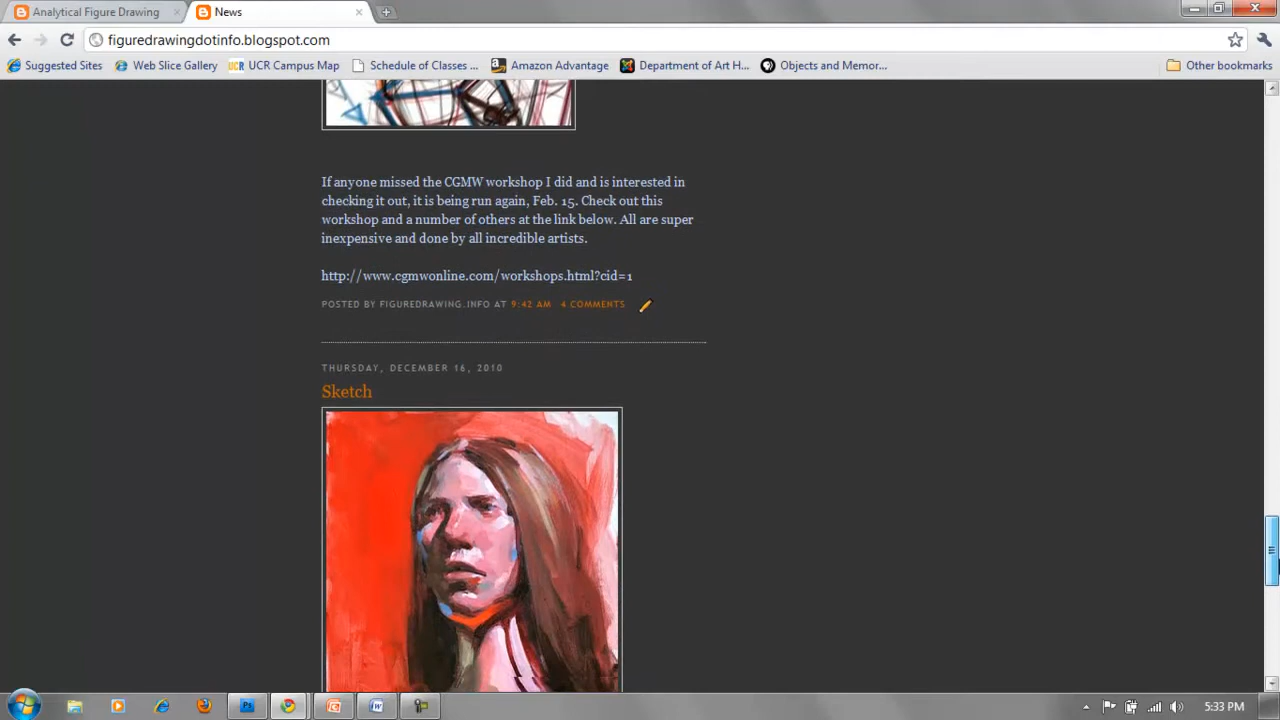 Analytical Figure Drawing
News
figuredrawingdotinfo.blogspot.com
Suggested Sites
Web Slice Gallery
UCR Campus Map
Schedule of Classes ...
Amazon Advantage
Department of Art H...
Objects and Memor...
Other bookmarks
If anyone missed the CGMW workshop I did and is interested in
checking it out, it is being run again, Feb. 15. Check out this
workshop and a number of others at the link below. All are super
inexpensive and done by all incredible artists.
http://www.cgmwonline.com/workshops.html?cid=1
POSTED BY FIGUREDRAWING.INFO AT 9:42 AM 4 COMMENTS
THURSDAY, DECEMBER 16, 2010
Sketch
5:33 PM